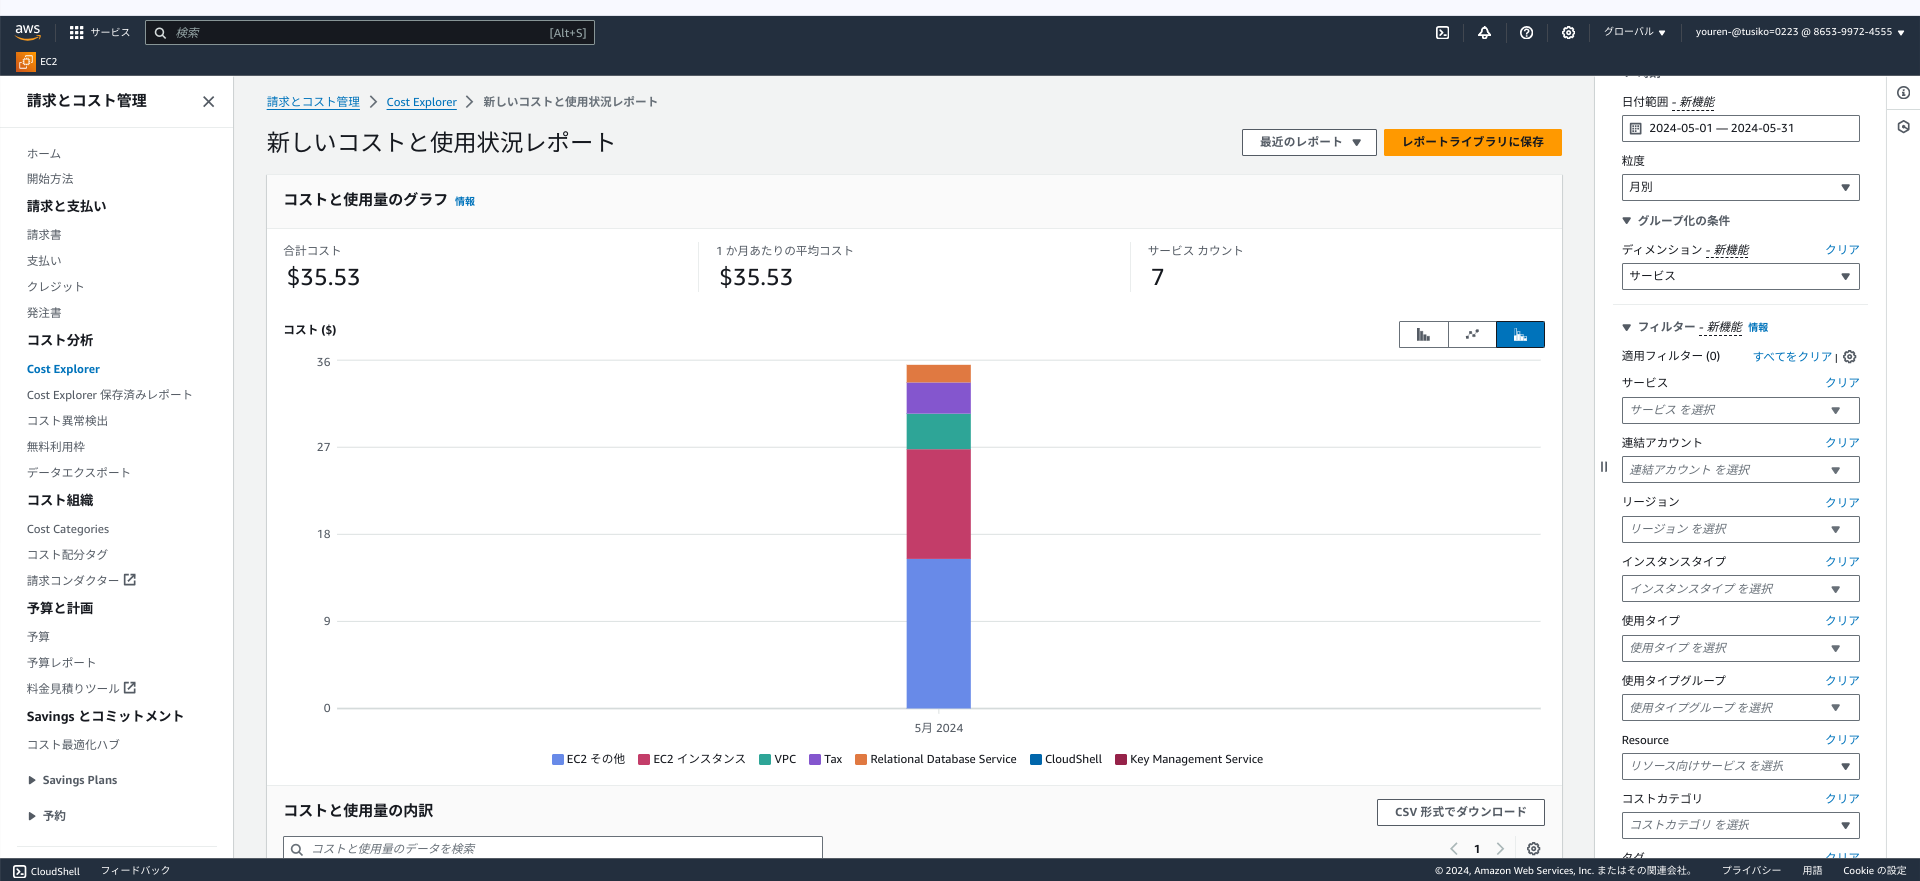 aws
サービス
検索
[Alt+S]
グローバル
youren-@tusiko=0223 @ 8653-9972-4555
EC2
請求とコスト管理
ホーム
開始方法
請求と支払い
請求書
支払い
クレジット
発注書
コスト分析
Cost Explorer
Cost Explorer 保存済みレポート
コスト異常検出
無料利用枠
データエクスポート
コスト組織
Cost Categories
コスト配分タグ
請求コンダクター
予算と計画
予算
予算レポート
料金見積りツール
Savings とコミットメント
コスト最適化ハブ
Savings Plans
予約
請求とコスト管理
Cost Explorer
新しいコストと使用状況レポート
新しいコストと使用状況レポート
最近のレポート
レポートライブラリに保存
コストと使用量のグラフ 情報
合計コスト
$35.53
1 か月あたりの平均コスト
$35.53
サービス カウント
7
コスト ($)
36
27
18
9
0
5月 2024
EC2 その他
EC2 インスタンス
VPC
Tax
Relational Database Service
CloudShell
Key Management Service
コストと使用量の内訳
CSV 形式でダウンロード
コストと使用量のデータを検索
1
日付範囲 - 新機能
2024-05-01 — 2024-05-31
粒度
月別
グループ化の条件
ディメンション - 新機能 クリア
サービス
フィルター - 新機能 情報
適用フィルター (0) すべてをクリア |
サービス クリア
サービス を選択
連結アカウント クリア
連結アカウント を選択
リージョン クリア
リージョン を選択
インスタンスタイプ クリア
インスタンスタイプ を選択
使用タイプ クリア
使用タイプ を選択
使用タイプグループ クリア
使用タイプグループ を選択
Resource クリア
リソース向けサービス を選択
コストカテゴリ クリア
コストカテゴリ を選択
タグ クリア
CloudShell
フィードバック
© 2024, Amazon Web Services, Inc. またはその関連会社。
プライバシー
用語
Cookie の設定